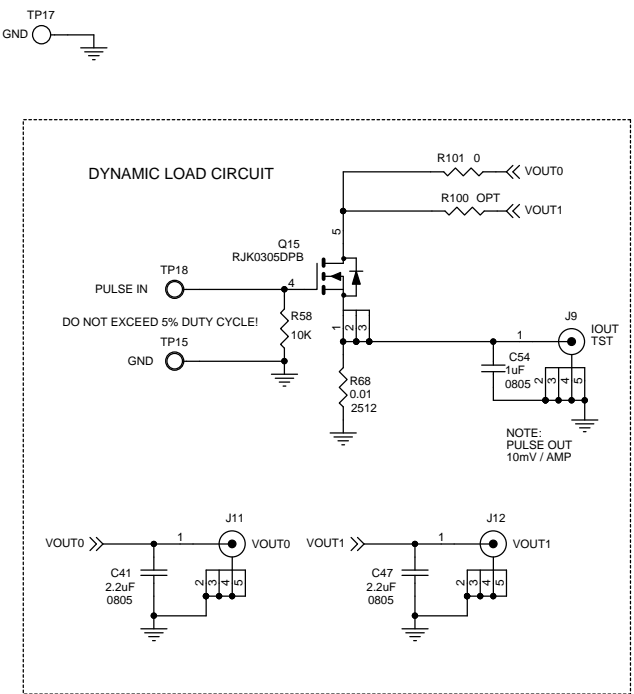 TP17
GND
DYNAMIC LOAD CIRCUIT
R101 0
VOUT0
R100 OPT
VOUT1
5
Q15
RJK0305DPB
TP18
4
PULSE IN
R58
10K
DO NOT EXCEED 5% DUTY CYCLE!
TP15
GND
1
2
3
R68
0.01
2512
1
J9
IOUT
TST
C54
1uF
0805
2
3
4
5
NOTE:
PULSE OUT
10mV / AMP
J11
VOUT0
1
VOUT0
C41
2.2uF
0805
2
3
4
5
J12
VOUT1
1
VOUT1
C47
2.2uF
0805
2
3
4
5